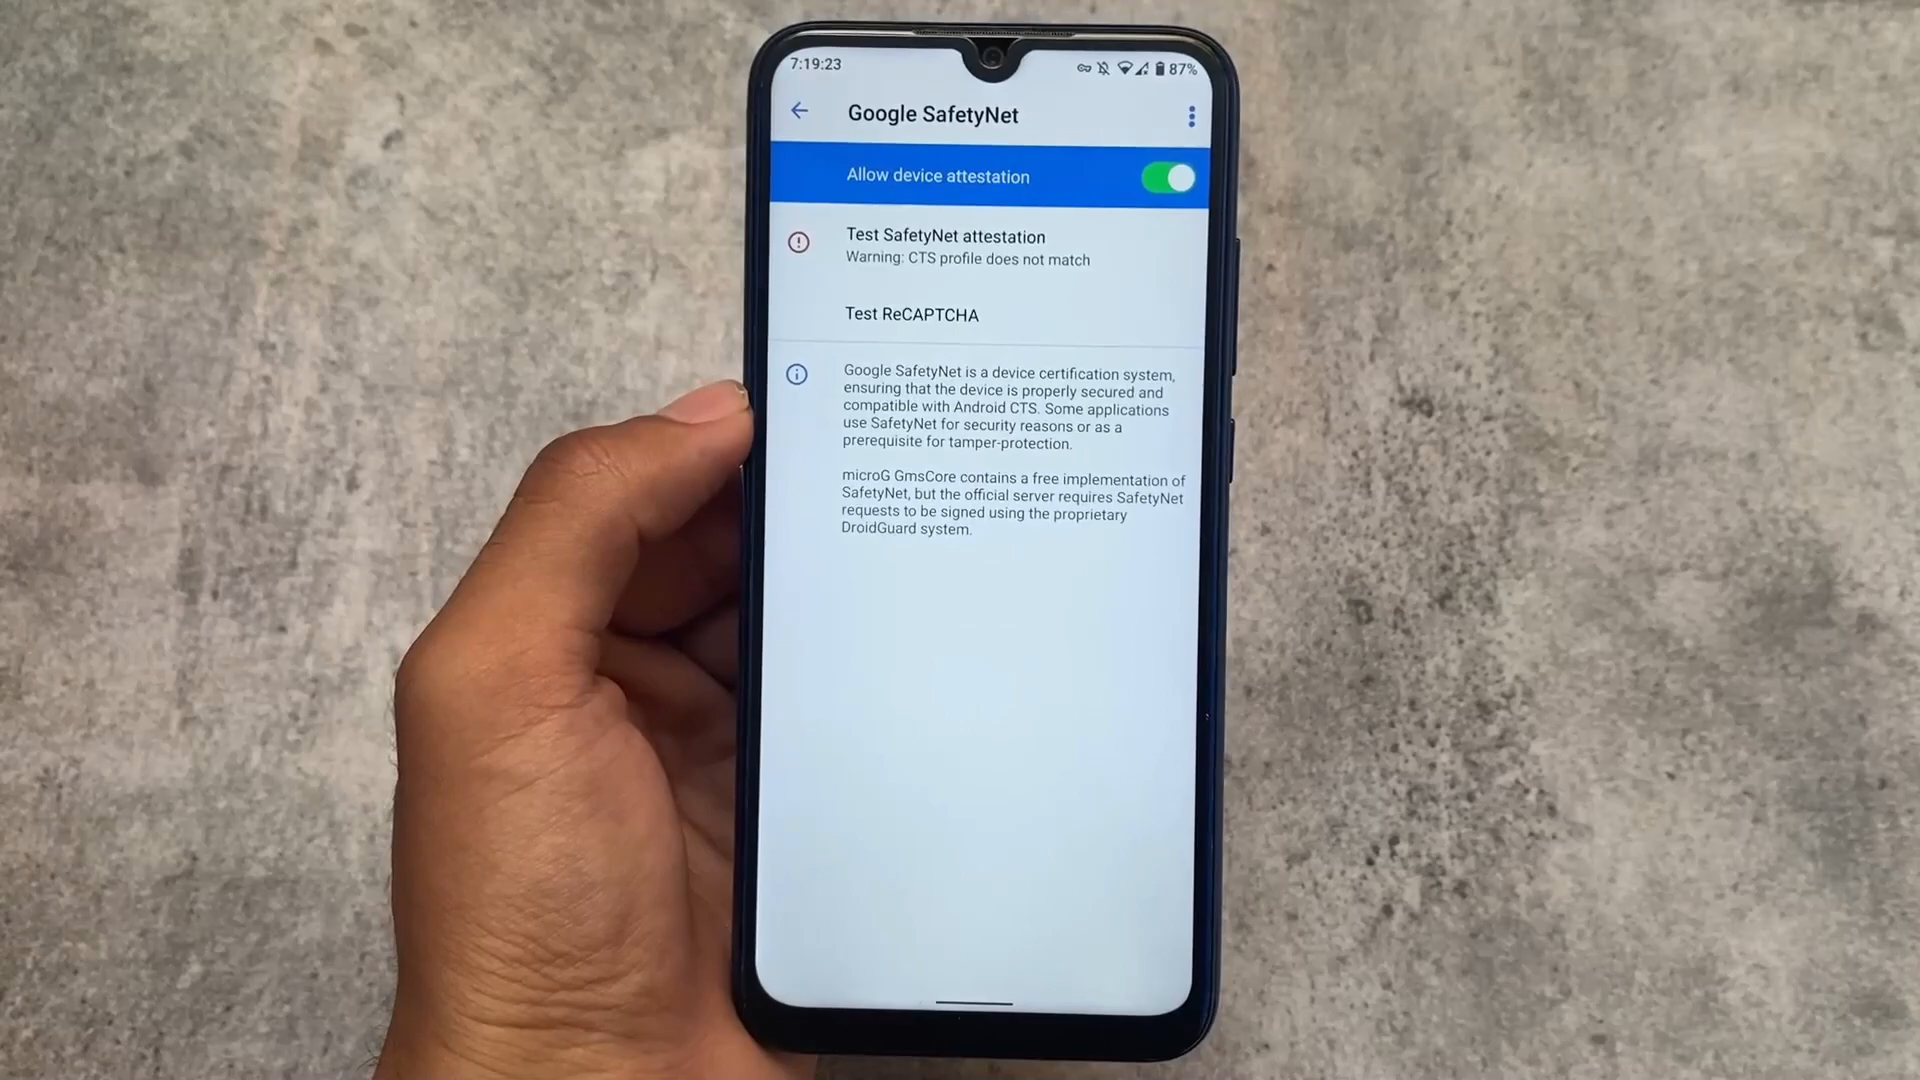 7:19:23
87%
Google SafetyNet
Allow device attestation
Test SafetyNet attestation
Warning: CTS profile does not match
Test ReCAPTCHA
Google SafetyNet is a device certification system,
ensuring that the device is properly secured and
compatible with Android CTS. Some applications
use SafetyNet for security reasons or as a
prerequisite for tamper-protection.
microG GmsCore contains a free implementation of
SafetyNet, but the official server requires SafetyNet
requests to be signed using the proprietary
DroidGuard system.